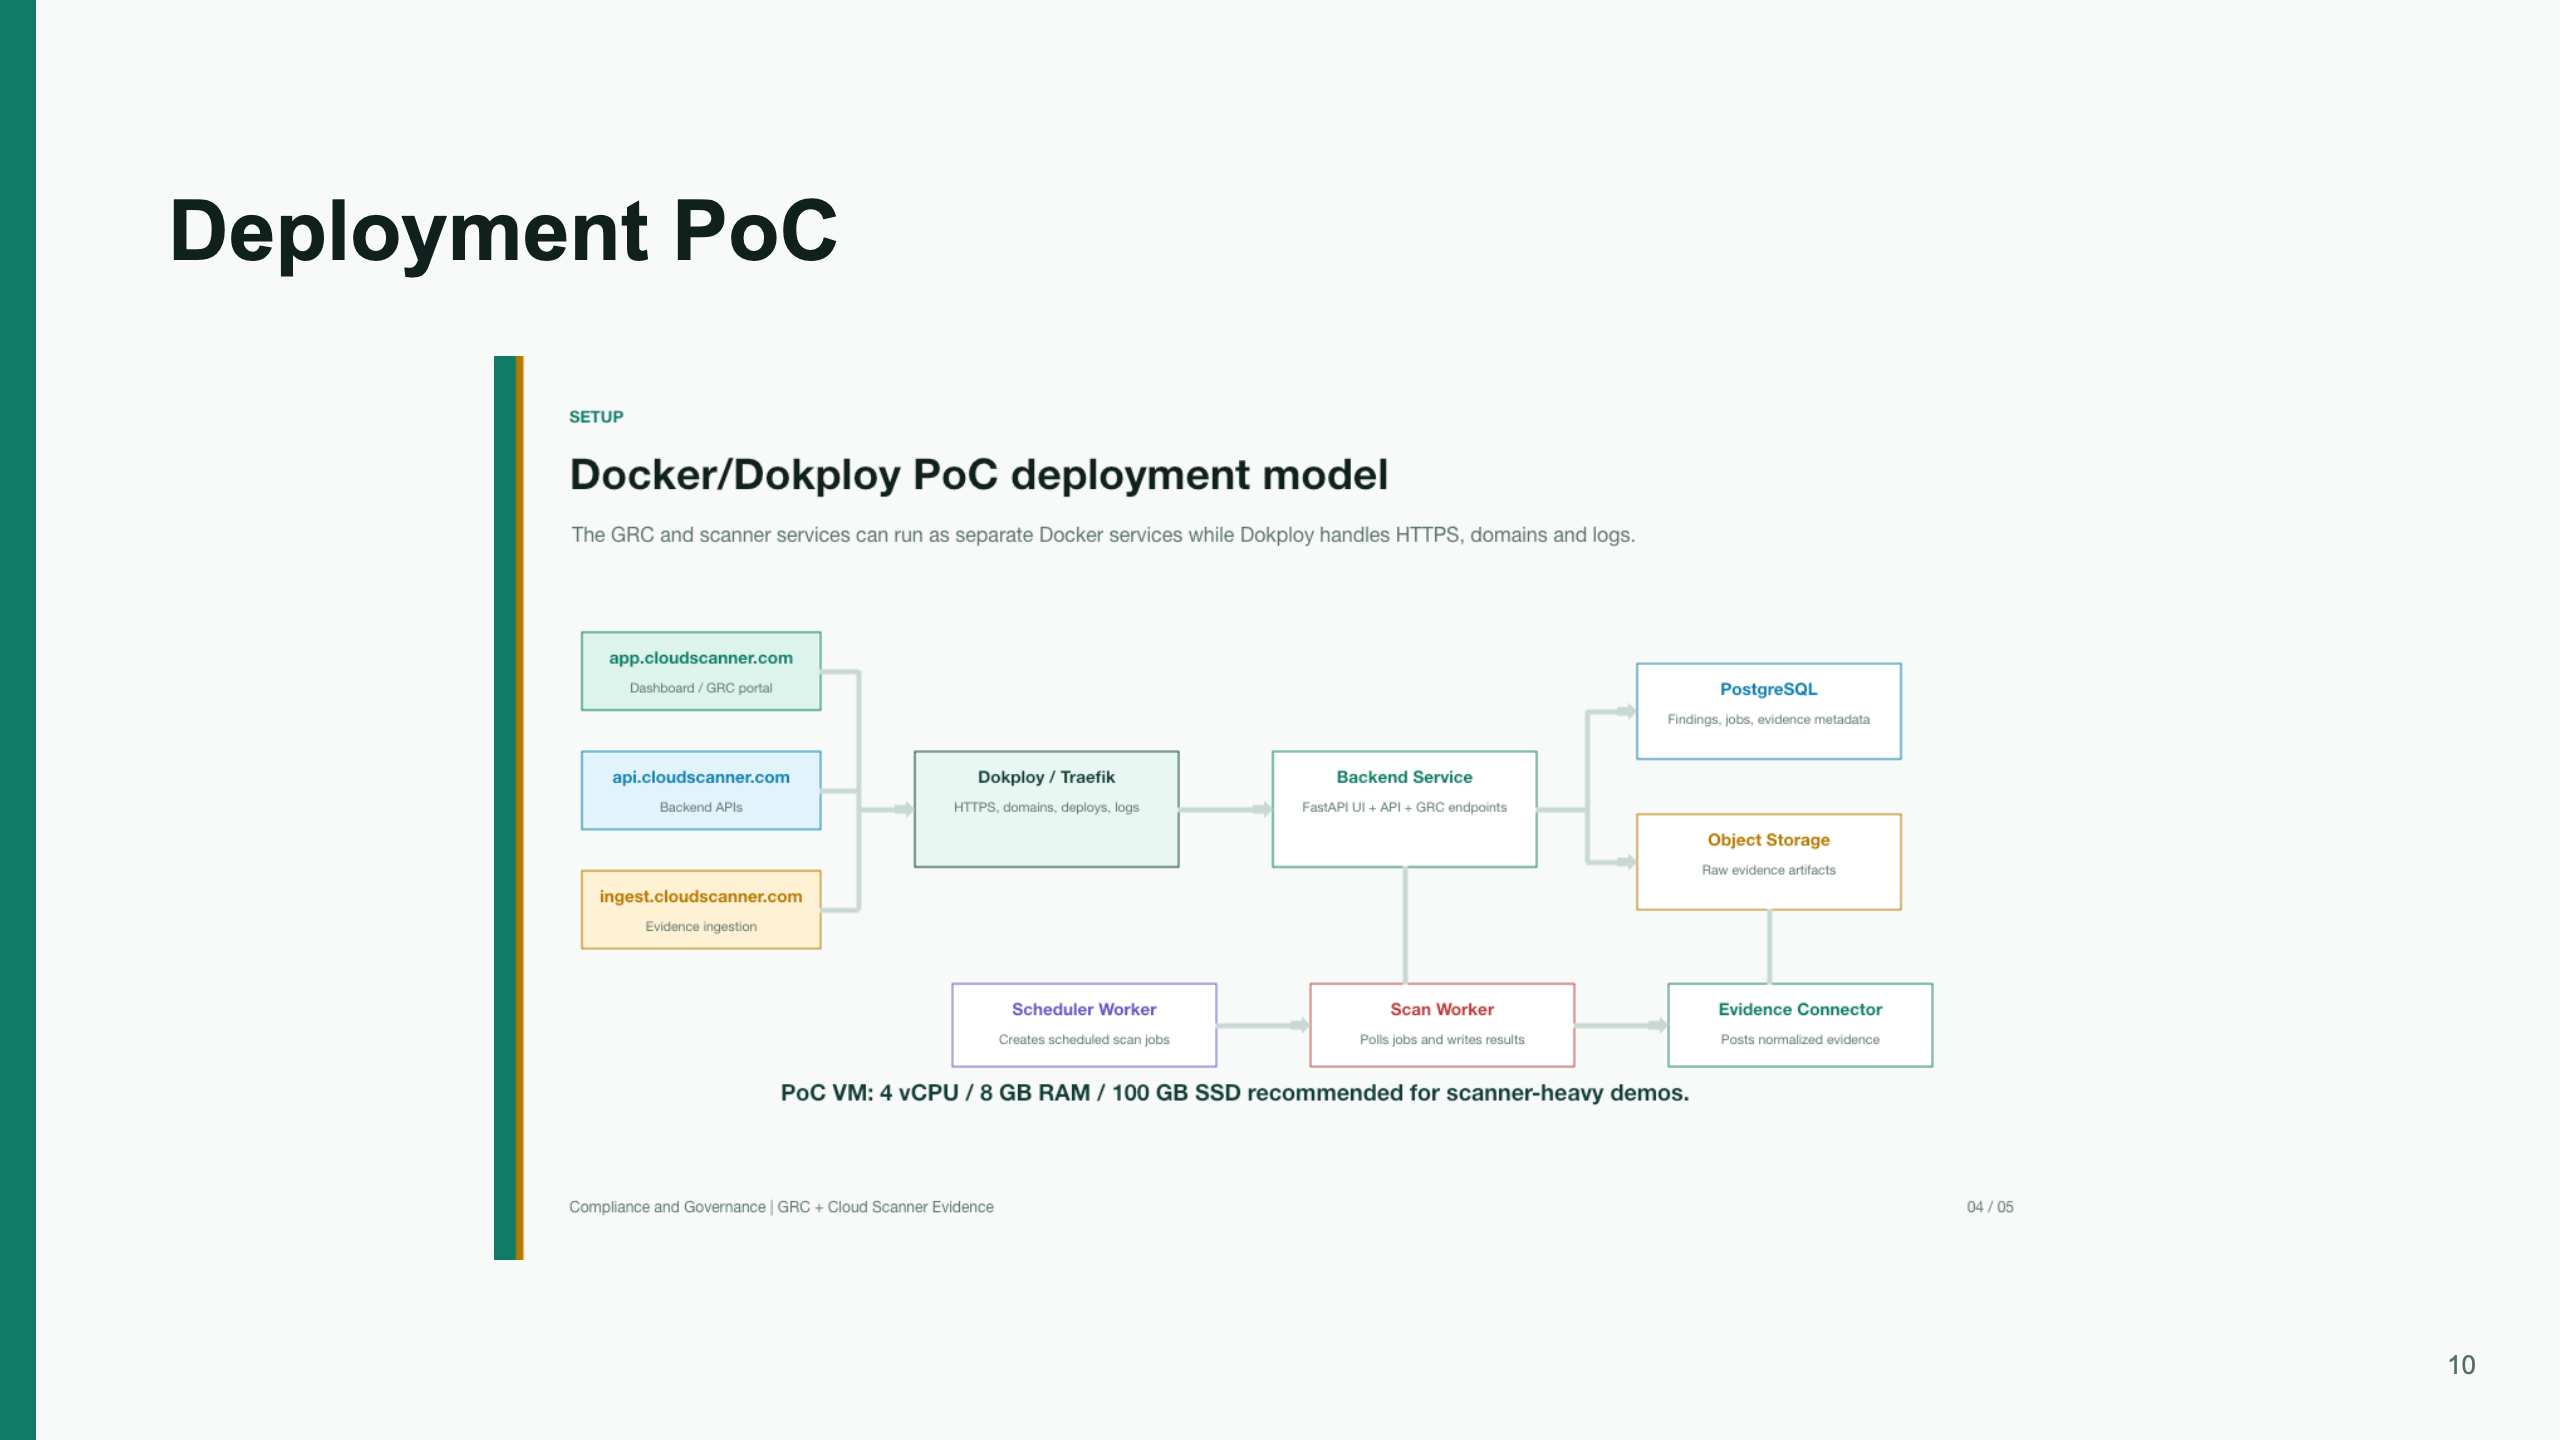 Deployment PoC
SETUP
Docker/Dokploy PoC deployment model
The GRC and scanner services can run as separate Docker services while Dokploy handles HTTPS, domains and logs.
app.cloudscanner.com
Dashboard / GRC portal
api.cloudscanner.com
Backend APIs
ingest.cloudscanner.com
Evidence ingestion
Dokploy / Traefik
HTTPS, domains, deploys, logs
Backend Service
FastAPI UI + API + GRC endpoints
PostgreSQL
Findings, jobs, evidence metadata
Object Storage
Raw evidence artifacts
Scheduler Worker
Creates scheduled scan jobs
Scan Worker
Polls jobs and writes results
Evidence Connector
Posts normalized evidence
PoC VM: 4 vCPU / 8 GB RAM / 100 GB SSD recommended for scanner-heavy demos.
Compliance and Governance | GRC + Cloud Scanner Evidence
04 / 05
10